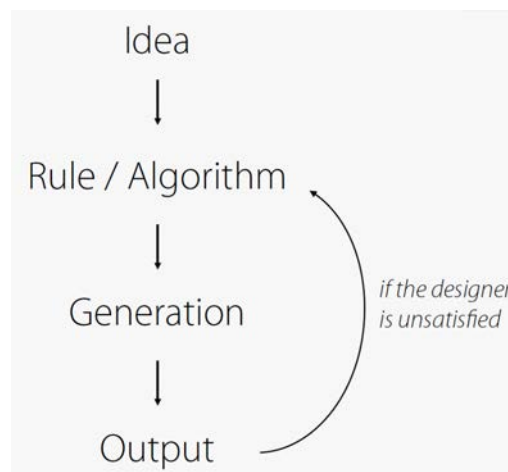 Idea
Rule / Algorithm
Generation
if the designer
is unsatisfied
Output